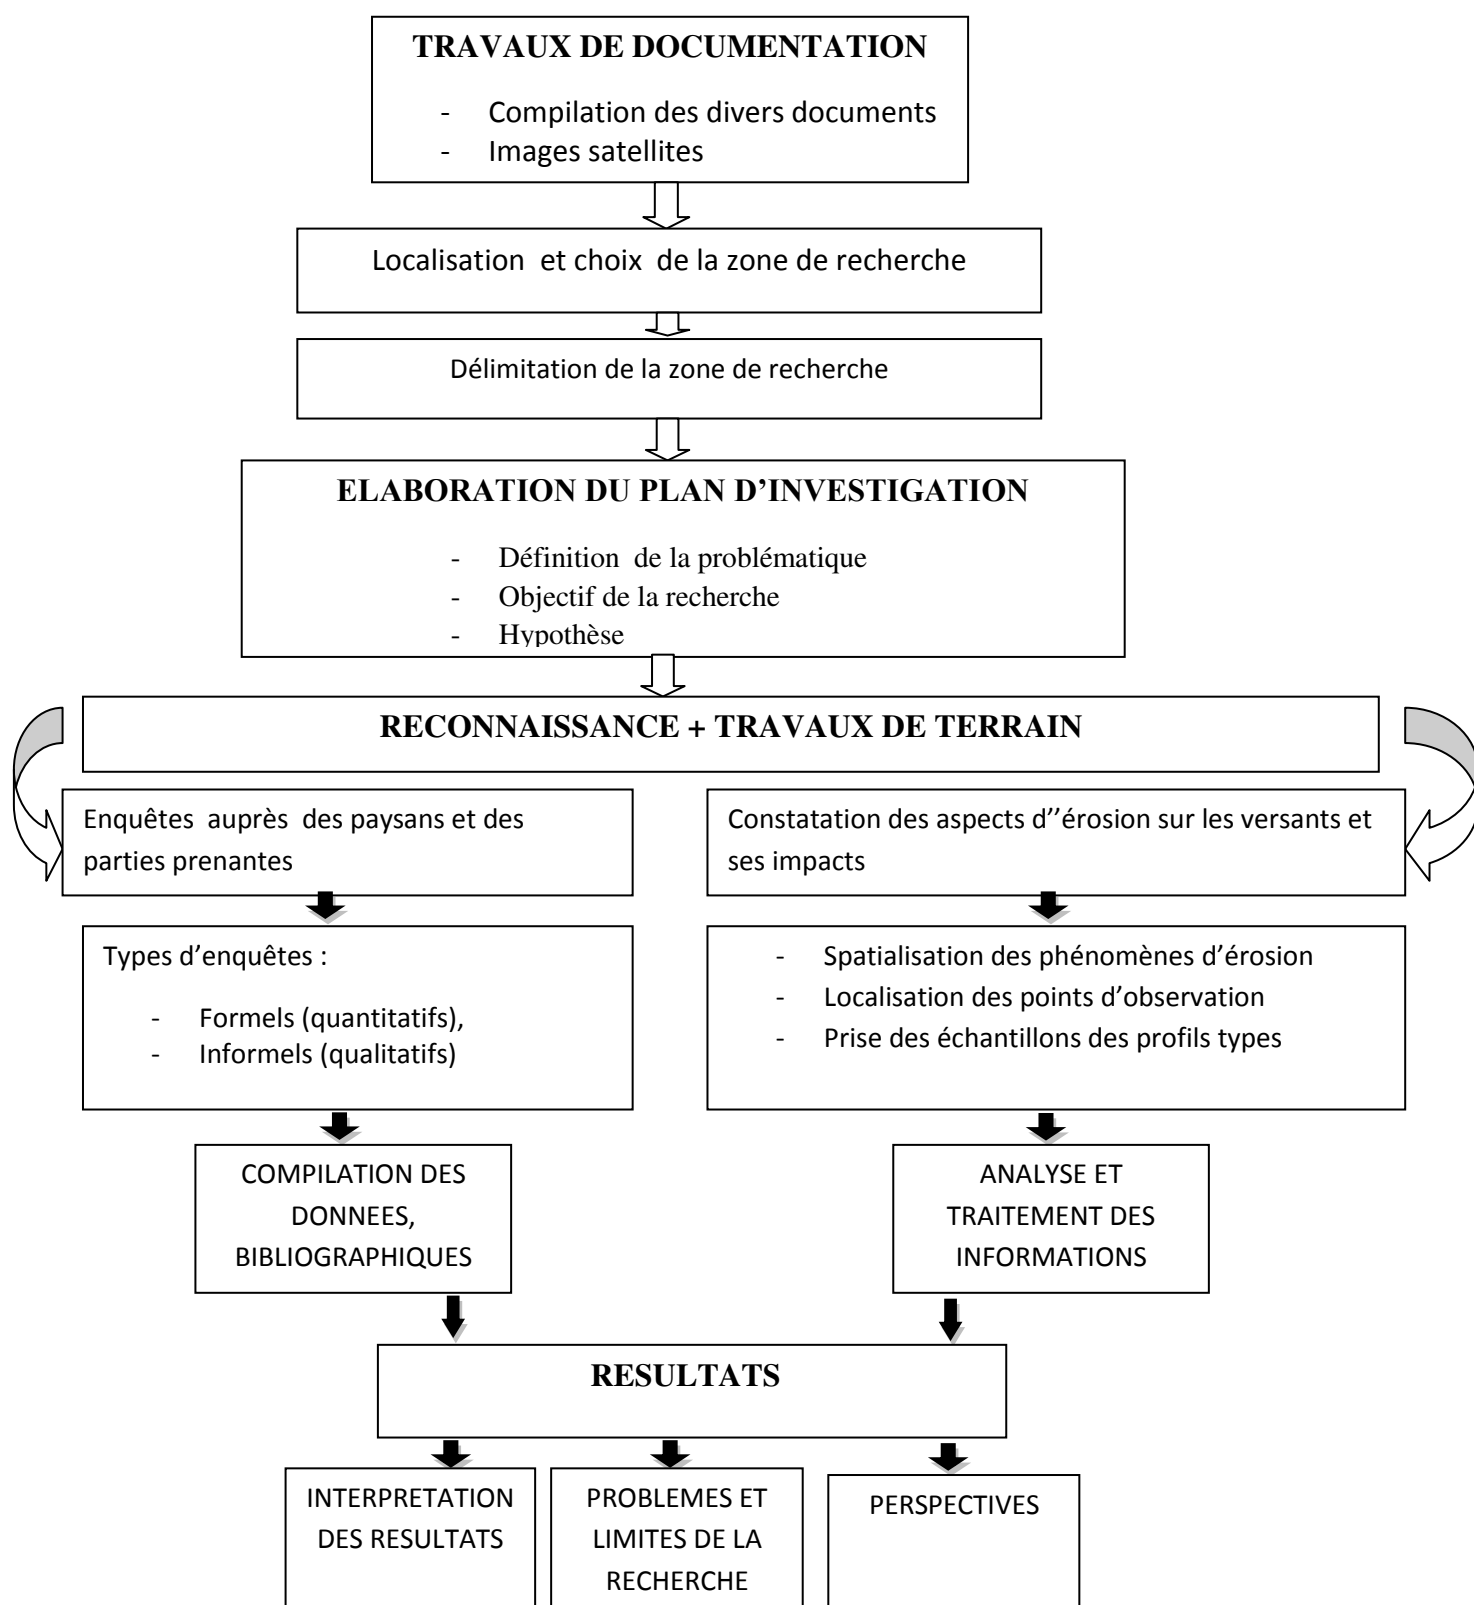 TRAVAUX DE DOCUMENTATION
- Compilation des divers documents
- Images satellites
Localisation et choix de la zone de recherche
Délimitation de la zone de recherche
ELABORATION DU PLAN D’INVESTIGATION
- Définition de la problématique
- Objectif de la recherche
- Hypothèse
RECONNAISSANCE + TRAVAUX DE TERRAIN
Enquêtes auprès des paysans et des
parties prenantes
Constatation des aspects d’’érosion sur les versants et
ses impacts
Types d’enquêtes :
- Formels (quantitatifs),
- Informels (qualitatifs)
- Spatialisation des phénomènes d’érosion
- Localisation des points d’observation
- Prise des échantillons des profils types
COMPILATION DES
DONNEES,
BIBLIOGRAPHIQUES
ANALYSE ET
TRAITEMENT DES
INFORMATIONS
RESULTATS
INTERPRETATION
DES RESULTATS
PROBLEMES ET
LIMITES DE LA
RECHERCHE
PERSPECTIVES